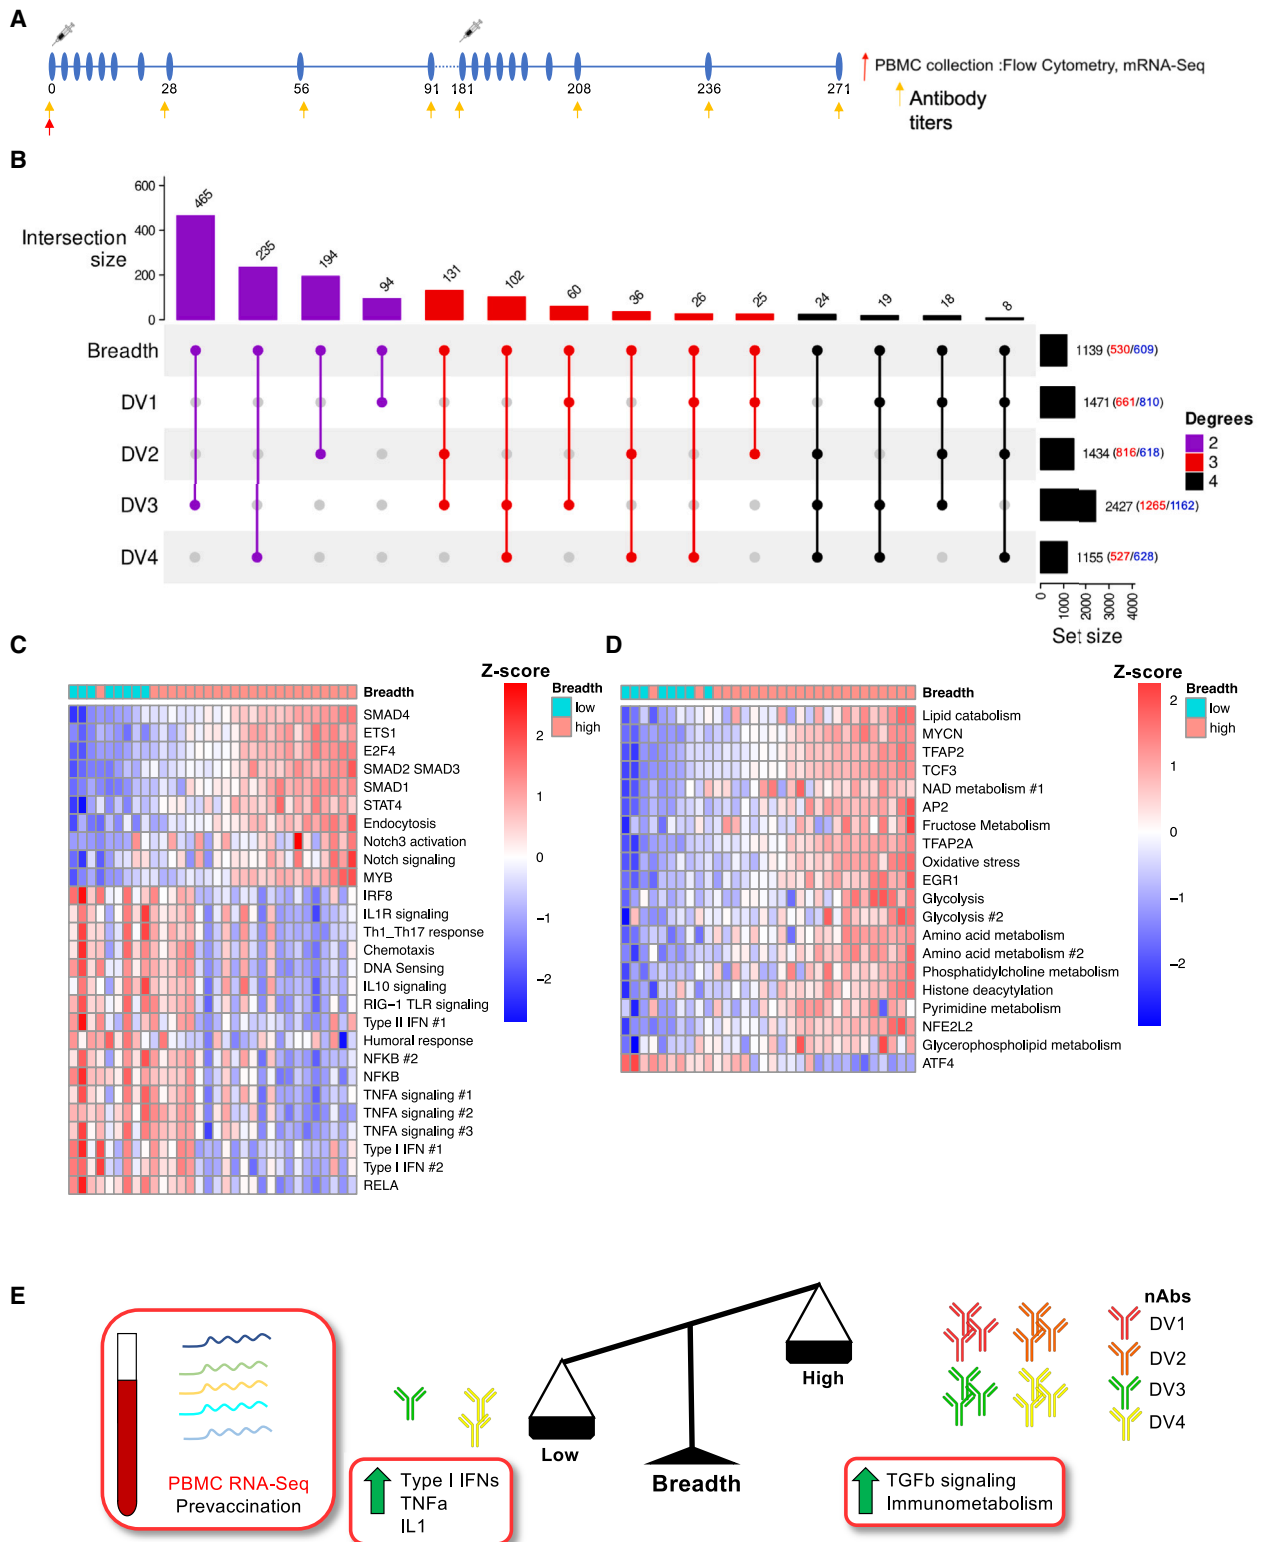 A
0 28 56 91 181 208 236 271
PBMC collection :Flow Cytometry, mRNA-Seq
Antibody
titers
B
Intersection
size
600
400
200
0
465 235 194 94 131 102 60 36 26 25 24 19 18 8
Breadth 1139 (530/609)
DV1 1471 (661/810)
DV2 1434 (816/618)
DV3 2427 (1265/1162)
DV4 1155 (527/628)
Degrees
2
3
4
0 1000 2000 3000 4000
Set size
C
Z-score
2
1
0
−1
−2
Breadth
low
high
Breadth
SMAD4
ETS1
E2F4
SMAD2 SMAD3
SMAD1
STAT4
Endocytosis
Notch3 activation
Notch signaling
MYB
IRF8
IL1R signaling
Th1_Th17 response
Chemotaxis
DNA Sensing
IL10 signaling
RIG−1 TLR signaling
Type II IFN #1
Humoral response
NFKB #2
NFKB
TNFA signaling #1
TNFA signaling #2
TNFA signaling #3
Type I IFN #1
Type I IFN #2
RELA
D
Z-score
2
1
0
−1
−2
Breadth
low
high
Breadth
Lipid catabolism
MYCN
TFAP2
TCF3
NAD metabolism #1
AP2
Fructose Metabolism
TFAP2A
Oxidative stress
EGR1
Glycolysis
Glycolysis #2
Amino acid metabolism
Amino acid metabolism #2
Phosphatidylcholine metabolism
Histone deacytylation
Pyrimidine metabolism
NFE2L2
Glycerophospholipid metabolism
ATF4
E
PBMC RNA-Seq
Prevaccination
Type I IFNs
TNFa
IL1
Low
High
Breadth
TGFb signaling
Immunometabolism
nAbs
DV1
DV2
DV3
DV4